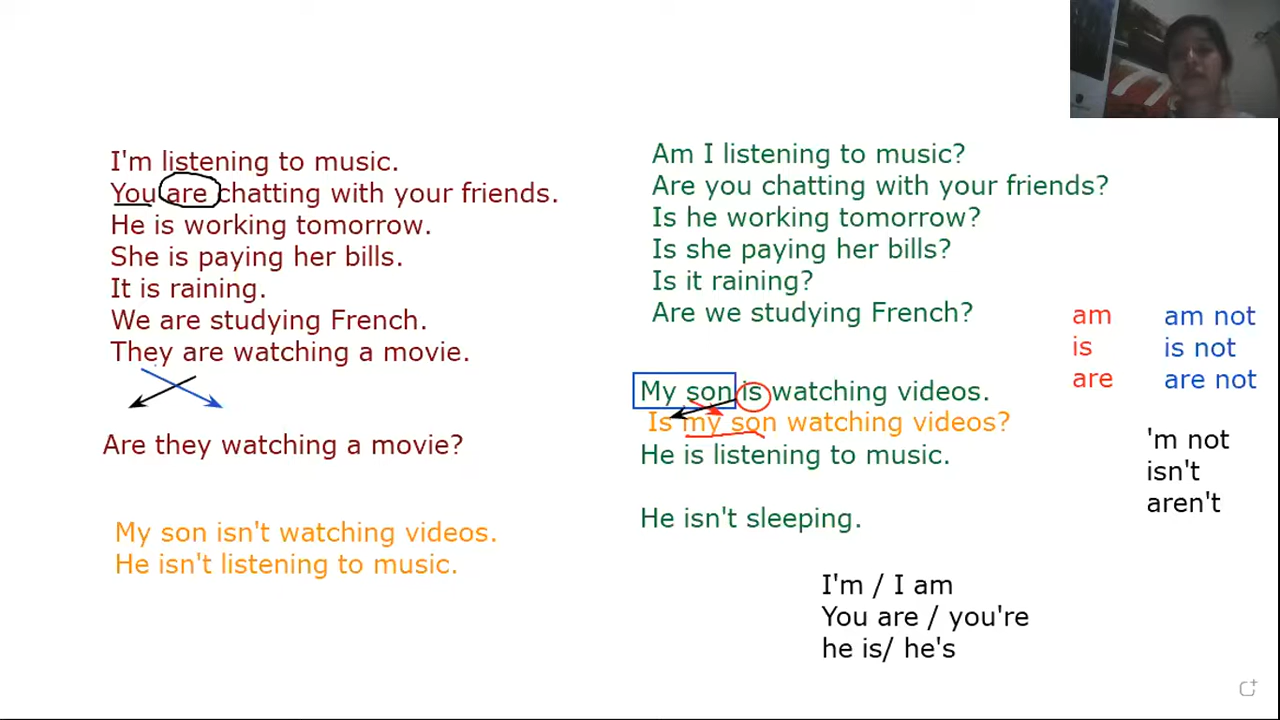 I'm listening to music.
You are chatting with your friends.
He is working tomorrow.
She is paying her bills.
It is raining.
We are studying French.
They are watching a movie.
Are they watching a movie?
My son isn't watching videos.
He isn't listening to music.
Am I listening to music?
Are you chatting with your friends?
Is he working tomorrow?
Is she paying her bills?
Is it raining?
Are we studying French?
My son is watching videos.
Is my son watching videos?
He is listening to music.
He isn't sleeping.
I'm / I am
You are / you're
he is/ he's
am
is
are
am not
is not
are not
'm not
isn't
aren't